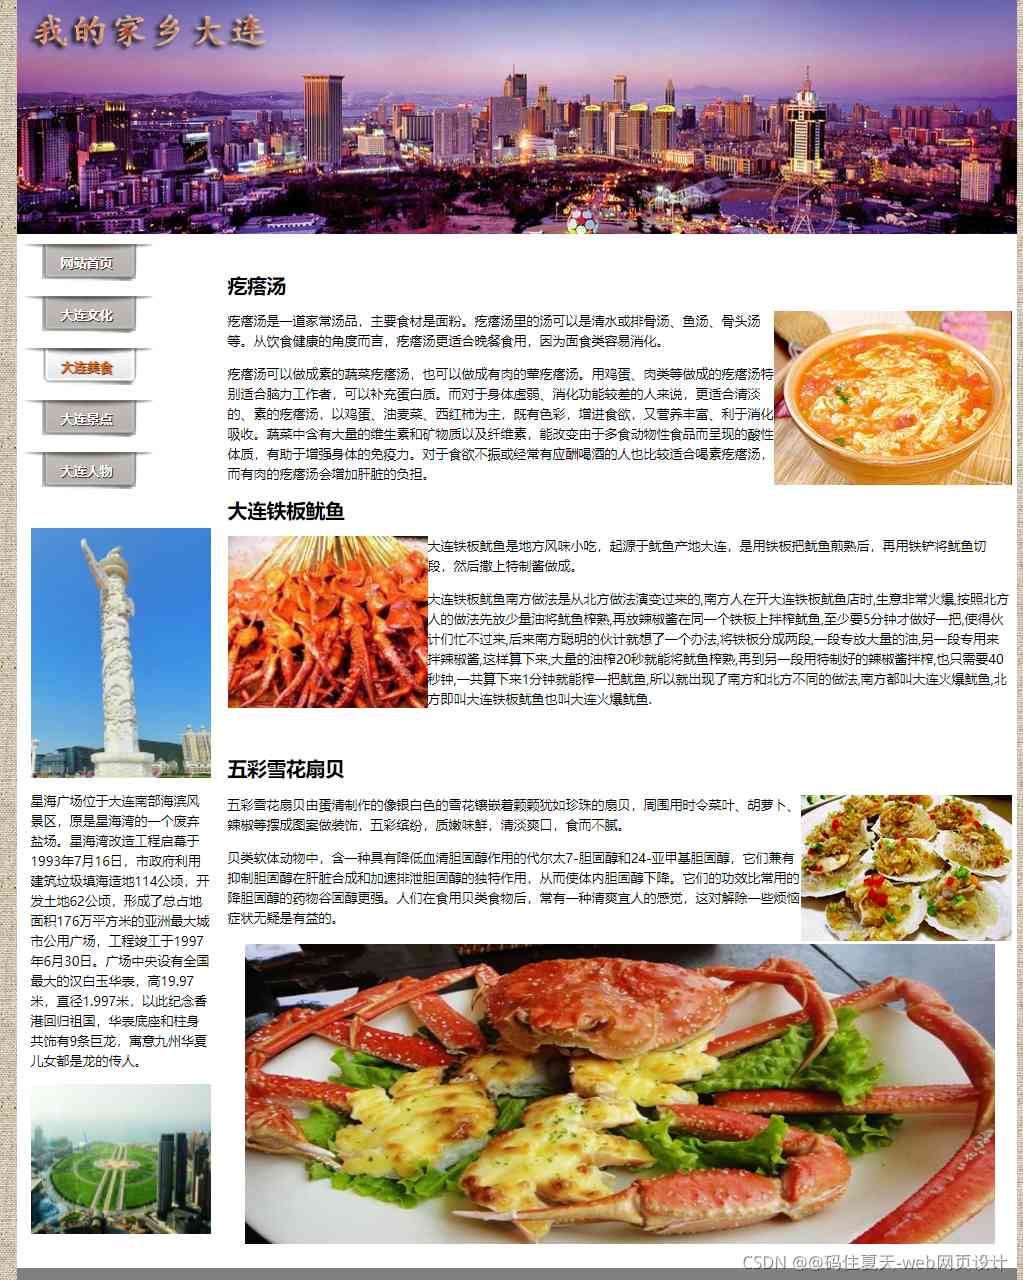 我的家乡大连
网站首页
大连文化
大连美食
大连景点
大连人物
星海广场位于大连南部海滨风
景区，原是星海湾的一个废弃
盐场。星海湾改造工程启幕于
1993年7月16日，市政府利用
建筑垃圾填海造地114公顷，开
发土地62公顷，形成了总占地
面积176万平方米的亚洲最大城
市公用广场，工程竣工于1997
年6月30日。广场中央设有全国
最大的汉白玉华表，高19.97
米，直径1.997米，以此纪念香
港回归祖国，华表底座和柱身
共饰有9条巨龙，寓意九州华夏
儿女都是龙的传人。
疙瘩汤
疙瘩汤是一道家常汤品，主要食材是面粉。疙瘩汤里的汤可以是清水或排骨汤、鱼汤、骨头汤
等。从饮食健康的角度而言，疙瘩汤更适合晚餐食用，因为面食类容易消化。
疙瘩汤可以做成素的蔬菜疙瘩汤，也可以做成有肉的荤疙瘩汤。用鸡蛋、肉类等做成的疙瘩汤特
别适合脑力工作者，可以补充蛋白质。而对于身体虚弱、消化功能较差的人来说，更适合清淡
的、素的疙瘩汤，以鸡蛋、油麦菜、西红柿为主，既有色彩，增进食欲，又营养丰富、利于消化
吸收。蔬菜中含有大量的维生素和矿物质以及纤维素，能改变由于多食动物性食品而呈现的酸性
体质，有助于增强身体的免疫力。对于食欲不振或经常有应酬喝酒的人也比较适合喝素疙瘩汤，
而有肉的疙瘩汤会增加肝脏的负担。
大连铁板鱿鱼
大连铁板鱿鱼是地方风味小吃，起源于鱿鱼产地大连，是用铁板把鱿鱼煎熟后，再用铁铲将鱿鱼切
段，然后撒上特制酱做成。
大连铁板鱿鱼南方做法是从北方做法演变过来的,南方人在开大连铁板鱿鱼店时,生意非常火爆,按照北方
人的做法先放少量油将鱿鱼榨熟,再放辣椒酱在同一个铁板上拌榨鱿鱼,至少要5分钟才做好一把,使得伙
计们忙不过来,后来南方聪明的伙计就想了一个办法,将铁板分成两段,一段专放大量的油,另一段专用来
拌辣椒酱,这样算下来,大量的油榨20秒就能将鱿鱼榨熟,再到另一段用特制好的辣椒酱拌榨,也只需要40
秒钟,一共算下来1分钟就能榨一把鱿鱼,所以就出现了南方和北方不同的做法,南方都叫大连火爆鱿鱼,北
方即叫大连铁板鱿鱼也叫大连火爆鱿鱼.
五彩雪花扇贝
五彩雪花扇贝由蛋清制作的像银白色的雪花镶嵌着颗颗犹如珍珠的扇贝，周围用时令菜叶、胡萝卜、
辣椒等摆成图案做装饰，五彩缤纷，质嫩味鲜，清淡爽口，食而不腻。
贝类软体动物中，含一种具有降低血清胆固醇作用的代尔太7-胆固醇和24-亚甲基胆固醇，它们兼有
抑制胆固醇在肝脏合成和加速排泄胆固醇的独特作用，从而使体内胆固醇下降。它们的功效比常用的
降胆固醇的药物谷固醇更强。人们在食用贝类食物后，常有一种清爽宜人的感觉，这对解除一些烦恼
症状无疑是有益的。
CSDN @@码住夏天-web网页设计